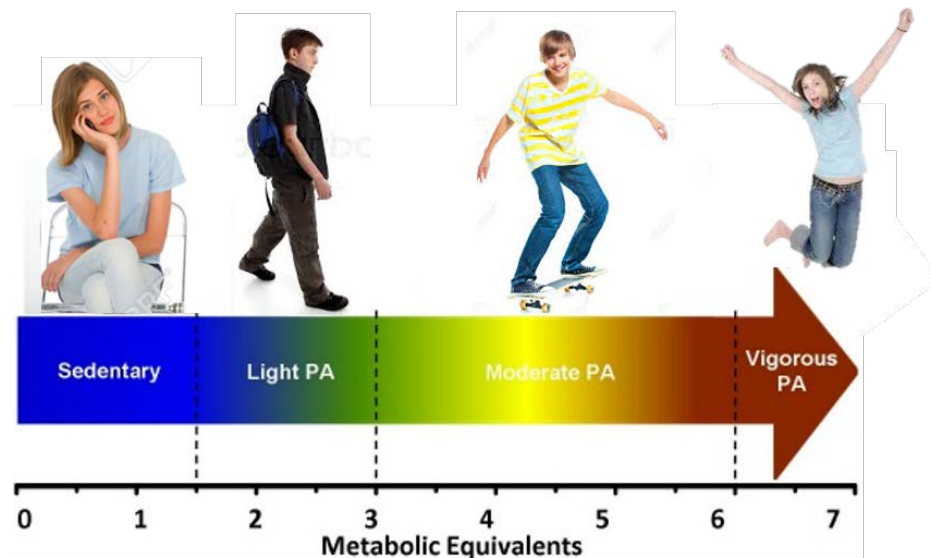 Sedentary
Light PA
Moderate PA
Vigorous
PA
0 1 2 3 4 5 6 7
Metabolic Equivalents